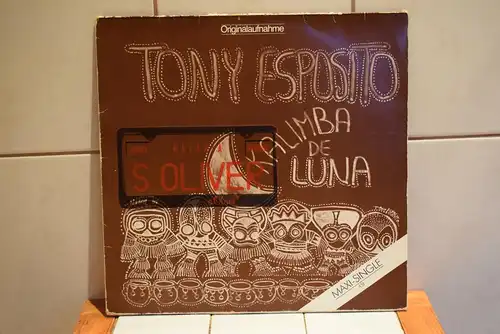 Originalaufnahme
TONY ESPOSITO
KALIMBA
DE
LUNA
S.OLIVER
MAXI-SINGLE